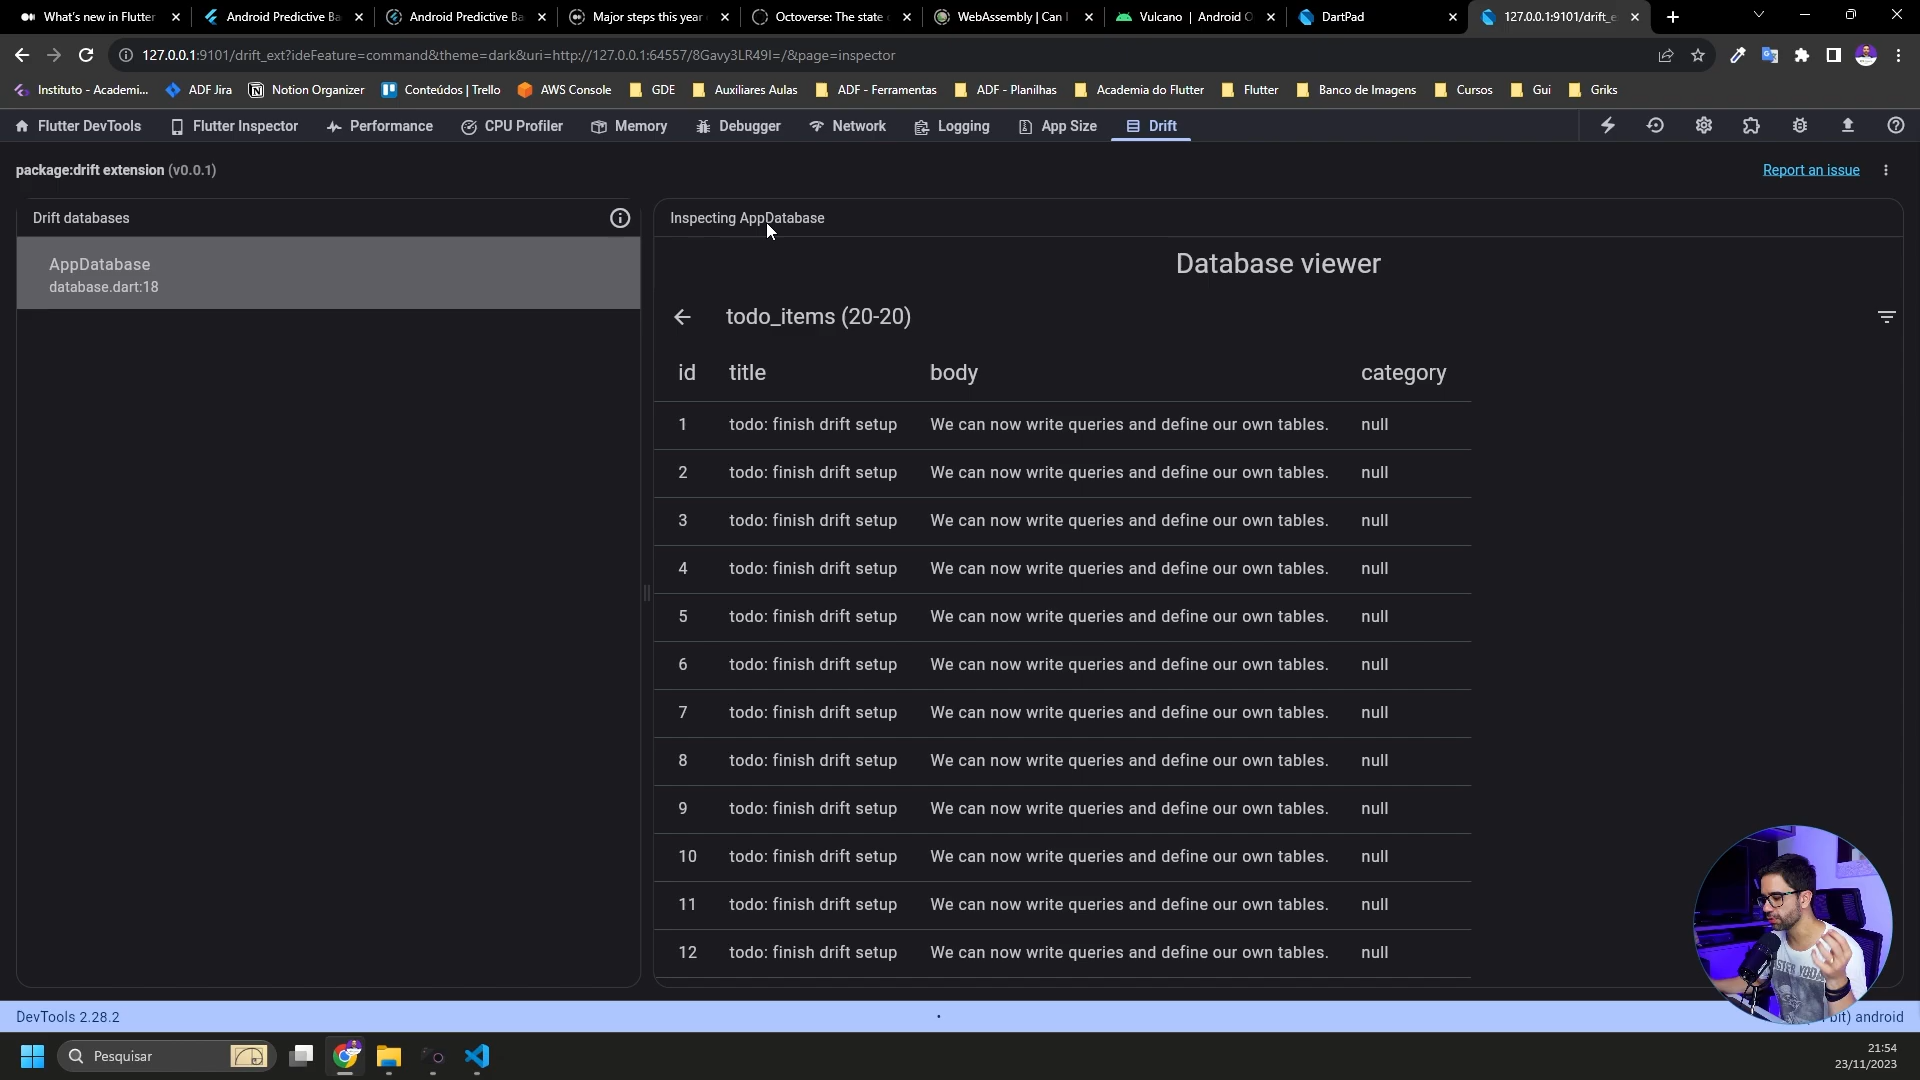 What's new in Flutter
Android Predictive Ba
Android Predictive Ba
Major steps this year
Octoverse: The state
WebAssembly | Can I
Vulcano | Android
DartPad
127.0.0.1:9101/drift_e
127.0.0.1:9101/drift_ext?ideFeature=command&theme=dark&uri=http://127.0.0.1:64557/8Gavy3LR49I=/&page=inspector
Instituto - Academi...
ADF Jira
Notion Organizer
Conteúdos | Trello
AWS Console
GDE
Auxiliares Aulas
ADF - Ferramentas
ADF - Planilhas
Academia do Flutter
Flutter
Banco de Imagens
Cursos
Gui
Griks
Flutter DevTools
Flutter Inspector
Performance
CPU Profiler
Memory
Debugger
Network
Logging
App Size
Drift
package:drift extension (v0.0.1)
Report an issue
Drift databases
AppDatabase
database.dart:18
Inspecting AppDatabase
Database viewer
todo_items (20-20)
id title body category
1 todo: finish drift setup We can now write queries and define our own tables. null
2 todo: finish drift setup We can now write queries and define our own tables. null
3 todo: finish drift setup We can now write queries and define our own tables. null
4 todo: finish drift setup We can now write queries and define our own tables. null
5 todo: finish drift setup We can now write queries and define our own tables. null
6 todo: finish drift setup We can now write queries and define our own tables. null
7 todo: finish drift setup We can now write queries and define our own tables. null
8 todo: finish drift setup We can now write queries and define our own tables. null
9 todo: finish drift setup We can now write queries and define our own tables. null
10 todo: finish drift setup We can now write queries and define our own tables. null
11 todo: finish drift setup We can now write queries and define our own tables. null
12 todo: finish drift setup We can now write queries and define our own tables. null
YODA
DevTools 2.28.2
bit) android
Pesquisar
21:54
23/11/2023